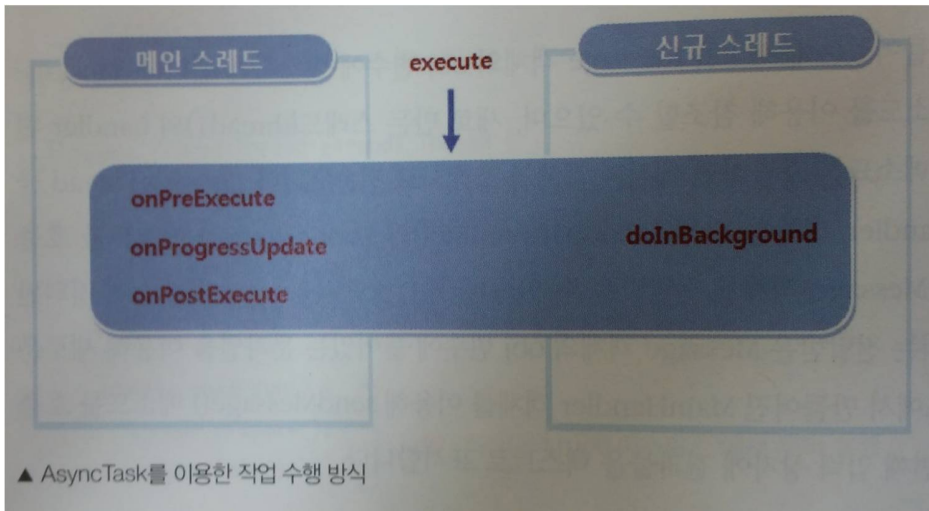 메인 스레드
execute
신규 스레드
onPreExecute
onProgressUpdate
onPostExecute
doInBackground
▲ AsyncTask를 이용한 작업 수행 방식